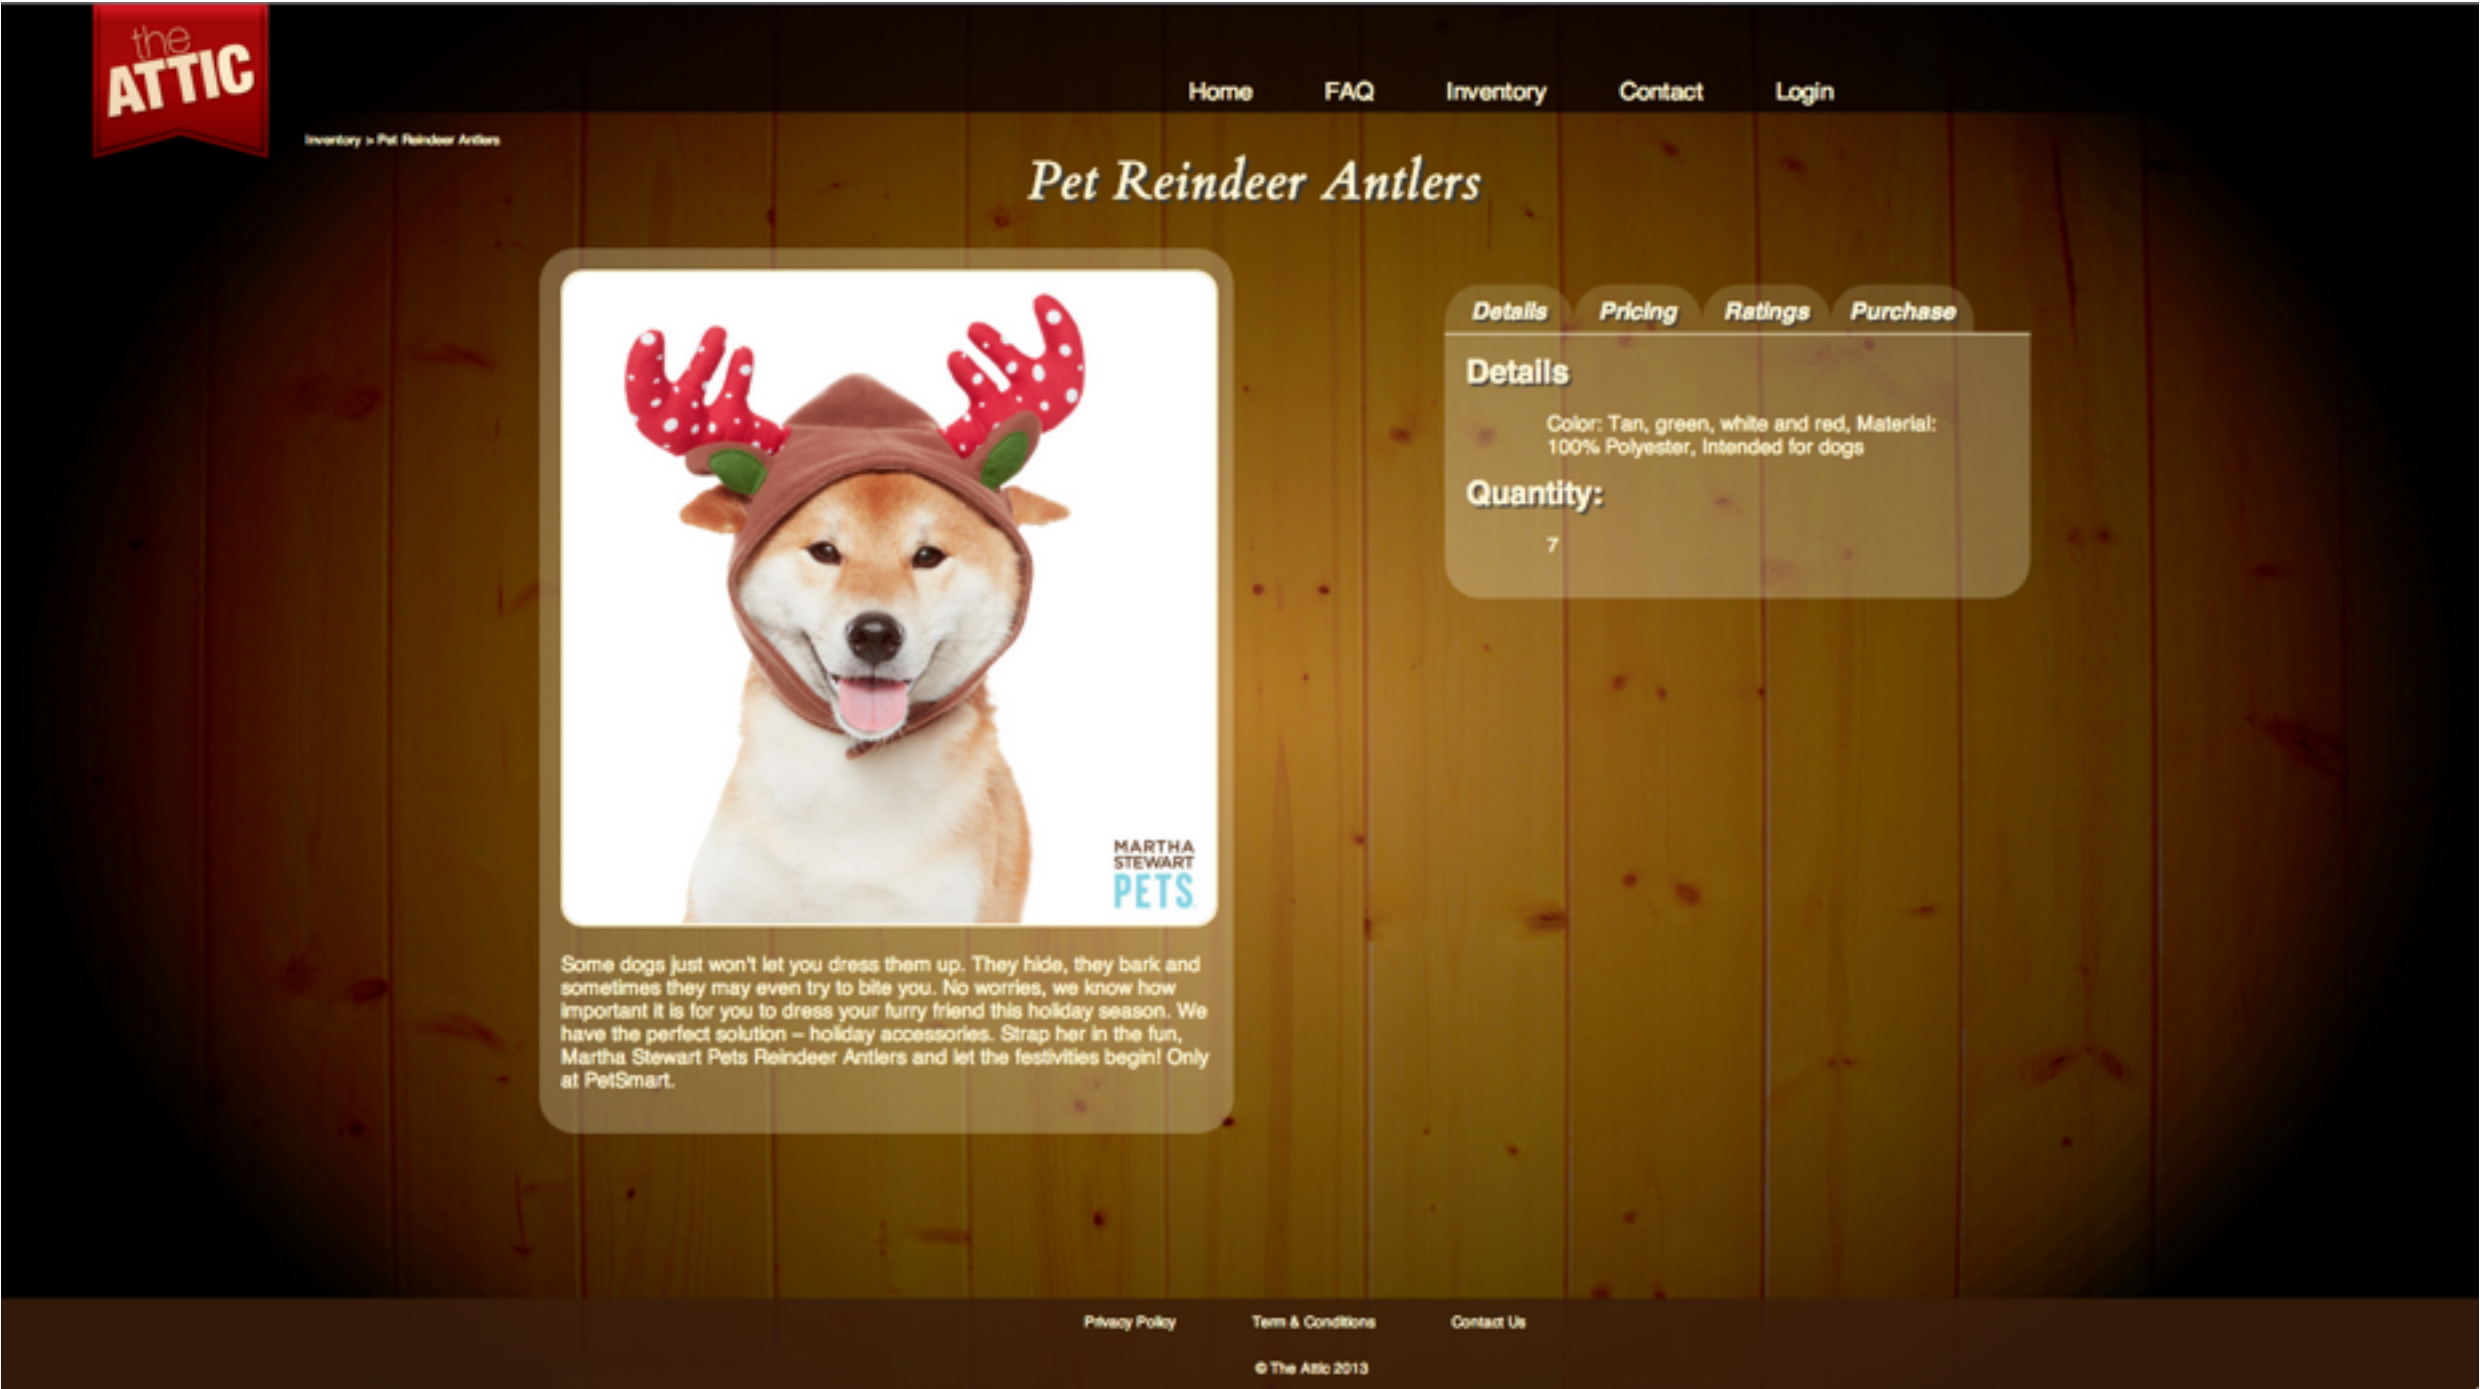 the
ATTIC
Home FAQ Inventory Contact Login
Inventory > Pet Reindeer Antlers
Pet Reindeer Antlers
Details Pricing Ratings Purchase
Details
Color: Tan, green, white and red, Material:
100% Polyester, Intended for dogs
Quantity:
7
MARTHA
STEWART
PETS
Some dogs just won't let you dress them up. They hide, they bark and
sometimes they may even try to bite you. No worries, we know how
important it is for you to dress your furry friend this holiday season. We
have the perfect solution – holiday accessories. Strap her in the fun,
Martha Stewart Pets Reindeer Antlers and let the festivities begin! Only
at PetSmart.
Privacy Policy Term & Conditions Contact Us
© The Attic 2013